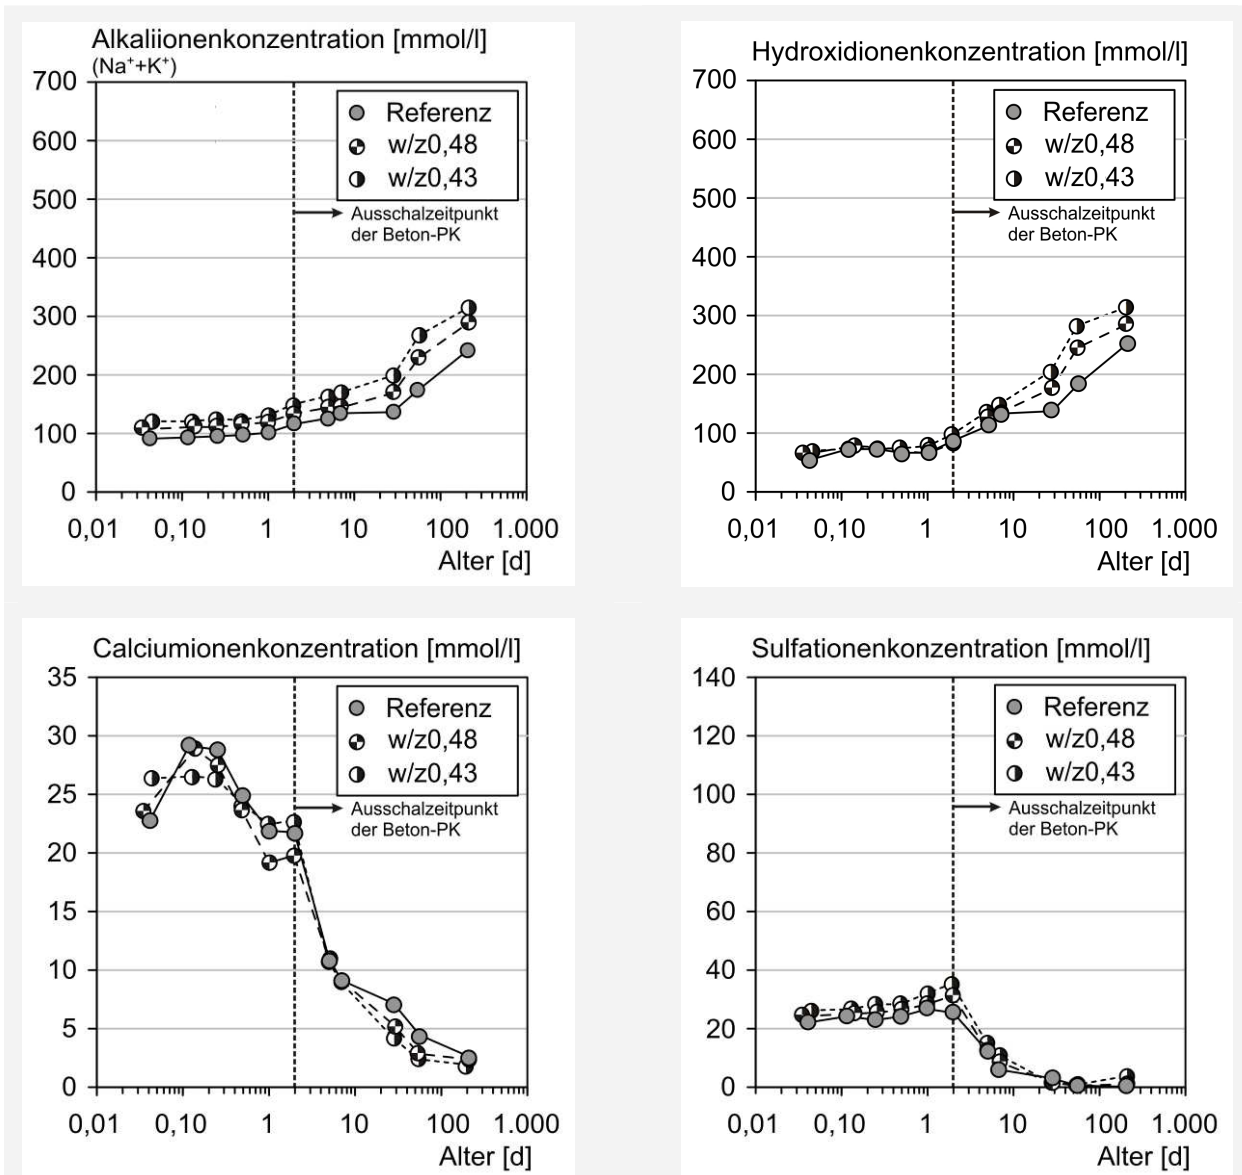 Alkaliionenkonzentration [mmol/l]
(Na⁺+K⁺)
700
600
500
400
300
200
100
0
Referenz
w/z0,48
w/z0,43
Ausschalzeitpunkt
der Beton-PK
0,01 0,10 1 10 100 1.000
Alter [d]
Hydroxidionenkonzentration [mmol/l]
700
600
500
400
300
200
100
0
Referenz
w/z0,48
w/z0,43
Ausschalzeitpunkt
der Beton-PK
0,01 0,10 1 10 100 1.000
Alter [d]
Calciumionenkonzentration [mmol/l]
35
30
25
20
15
10
5
0
Referenz
w/z0,48
w/z0,43
Ausschalzeitpunkt
der Beton-PK
0,01 0,10 1 10 100 1.000
Alter [d]
Sulfationenkonzentration [mmol/l]
140
120
100
80
60
40
20
0
Referenz
w/z0,48
w/z0,43
Ausschalzeitpunkt
der Beton-PK
0,01 0,10 1 10 100 1.000
Alter [d]